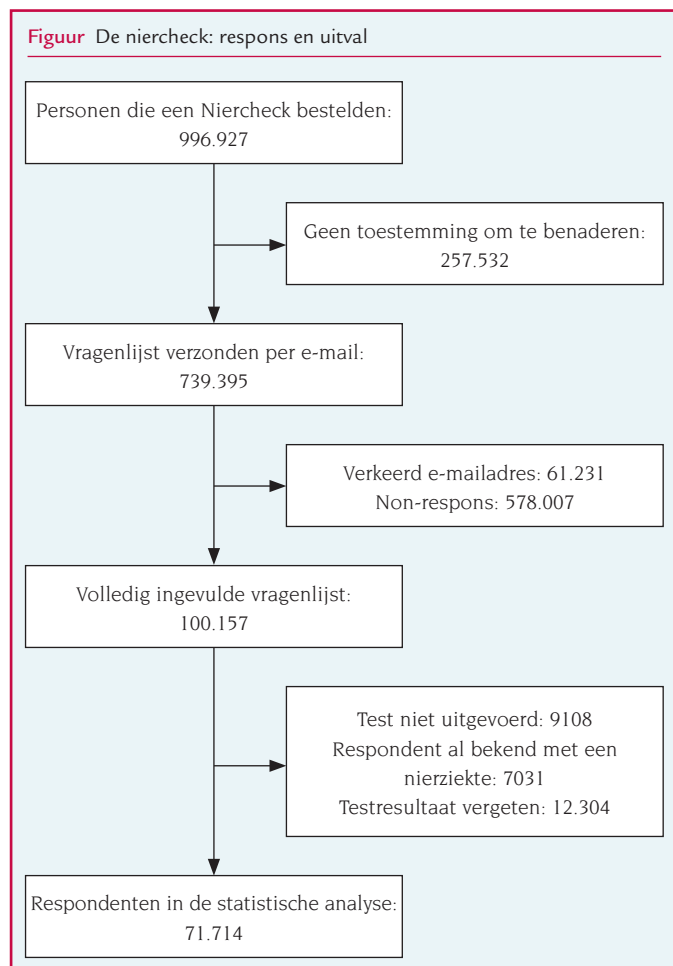 Figuur De niercheck: respons en uitval
Personen die een Niercheck bestelden:
996.927
Geen toestemming om te benaderen:
257.532
Vragenlijst verzonden per e-mail:
739.395
Verkeerd e-mailadres: 61.231
Non-respons: 578.007
Volledig ingevulde vragenlijst:
100.157
Test niet uitgevoerd: 9108
Respondent al bekend met een
nierziekte: 7031
Testresultaat vergeten: 12.304
Respondenten in de statistische analyse:
71.714